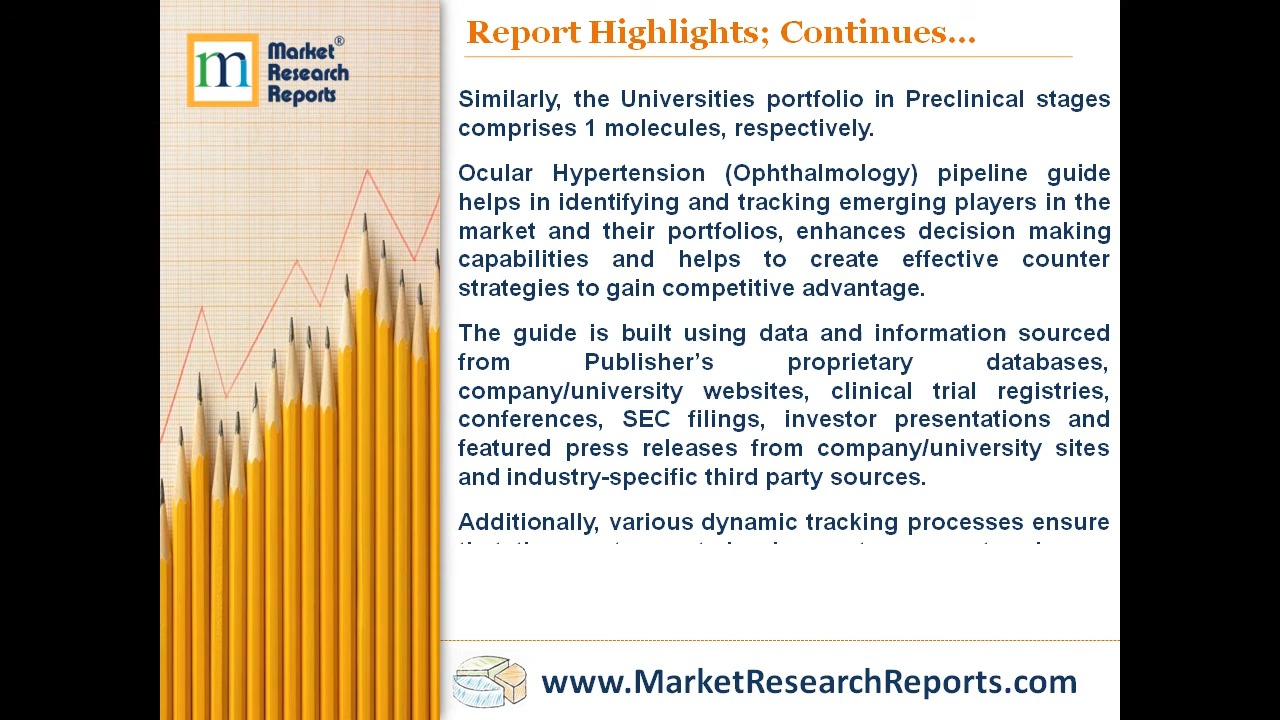 Market®
Research
Reports
Report Highlights; Continues...
Similarly, the Universities portfolio in Preclinical stages
comprises 1 molecules, respectively.
Ocular Hypertension (Ophthalmology) pipeline guide
helps in identifying and tracking emerging players in the
market and their portfolios, enhances decision making
capabilities and helps to create effective counter
strategies to gain competitive advantage.
The guide is built using data and information sourced
from Publisher’s proprietary databases,
company/university websites, clinical trial registries,
conferences, SEC filings, investor presentations and
featured press releases from company/university sites
and industry-specific third party sources.
Additionally, various dynamic tracking processes ensure
www.MarketResearchReports.com